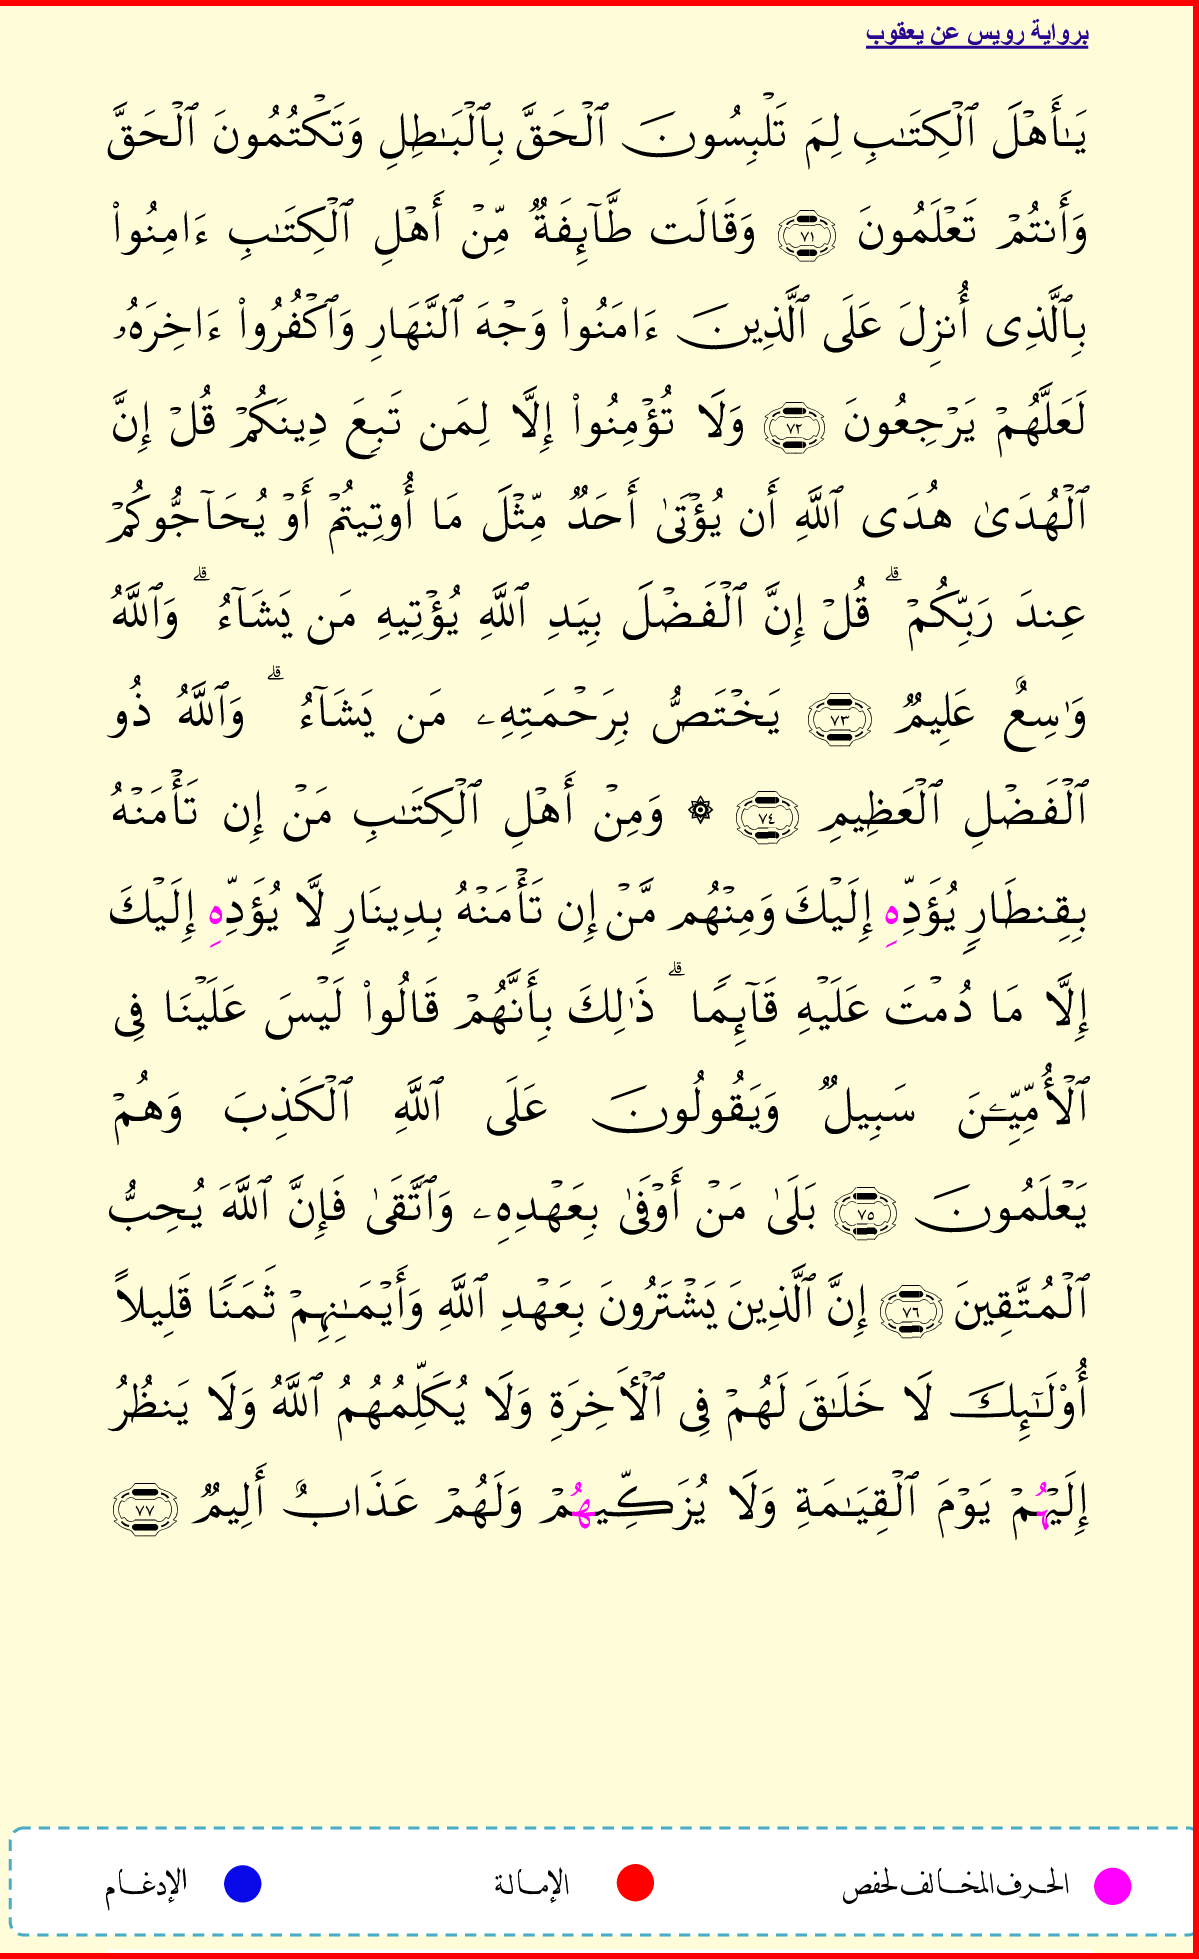 برواية رويس عن يعقوب
يَـٰٓأَهۡلَ ٱلۡكِتَـٰبِ لِمَ تَلۡبِسُونَ ٱلۡحَقَّ بِٱلۡبَـٰطِلِ وَتَكۡتُمُونَ ٱلۡحَقَّ
وَأَنتُمۡ تَعۡلَمُونَ ٧١ وَقَالَت طَّآئِفَةٌ مِّنۡ أَهۡلِ ٱلۡكِتَـٰبِ ءَامِنُواْ
بِٱلَّذِى أُنزِلَ عَلَى ٱلَّذِينَ ءَامَنُواْ وَجۡهَ ٱلنَّهَارِ وَٱكۡفُرُوٓاْ ءَاخِرَهُۥ
لَعَلَّهُمۡ يَرۡجِعُونَ ٧٢ وَلَا تُؤۡمِنُوٓاْ إِلَّا لِمَن تَبِعَ دِينَكُمۡ قُلۡ إِنَّ
ٱلۡهُدَىٰ هُدَى ٱللَّهِ أَن يُؤۡتَىٰٓ أَحَدٌ مِّثۡلَ مَآ أُوتِيتُمۡ أَوۡ يُحَآجُّوكُمۡ
عِندَ رَبِّكُمۡ ۗ قُلۡ إِنَّ ٱلۡفَضۡلَ بِيَدِ ٱللَّهِ يُؤۡتِيهِ مَن يَشَآءُ ۗ وَٱللَّهُ
وَٰسِعٌ عَلِيمٌ ٧٣ يَخۡتَصُّ بِرَحۡمَتِهِۦ مَن يَشَآءُ ۗ وَٱللَّهُ ذُو
ٱلۡفَضۡلِ ٱلۡعَظِيمِ ٧٤ ۞ وَمِنۡ أَهۡلِ ٱلۡكِتَـٰبِ مَنۡ إِن تَأۡمَنۡهُ
بِقِنطَارٍ يُؤَدِّهِ إِلَيۡكَ وَمِنۡهُم مَّنۡ إِن تَأۡمَنۡهُ بِدِينَارٍ لَّا يُؤَدِّهِ إِلَيۡكَ
إِلَّا مَا دُمۡتَ عَلَيۡهِ قَآئِمًا ۗ ذَٰلِكَ بِأَنَّهُمۡ قَالُواْ لَيۡسَ عَلَيۡنَا فِى
ٱلۡأُمِّيِّـۧنَ سَبِيلٌ وَيَقُولُونَ عَلَى ٱللَّهِ ٱلۡكَذِبَ وَهُمۡ
يَعۡلَمُونَ ٧٥ بَلَىٰ مَنۡ أَوۡفَىٰ بِعَهۡدِهِۦ وَٱتَّقَىٰ فَإِنَّ ٱللَّهَ يُحِبُّ
ٱلۡمُتَّقِينَ ٧٦ إِنَّ ٱلَّذِينَ يَشۡتَرُونَ بِعَهۡدِ ٱللَّهِ وَأَيۡمَـٰنِهِمۡ ثَمَنًا قَلِيلاً
أُوْلَـٰٓئِكَ لَا خَلَـٰقَ لَهُمۡ فِى ٱلۡأَخِرَةِ وَلَا يُكَلِّمُهُمُ ٱللَّهُ وَلَا يَنظُرُ
إِلَيۡهُمۡ يَوۡمَ ٱلۡقِيَـٰمَةِ وَلَا يُزَكِّيهُمۡ وَلَهُمۡ عَذَابٌ أَلِيمٌ ٧٧
الحرف المخالف لحفص الإمالة الإدغام